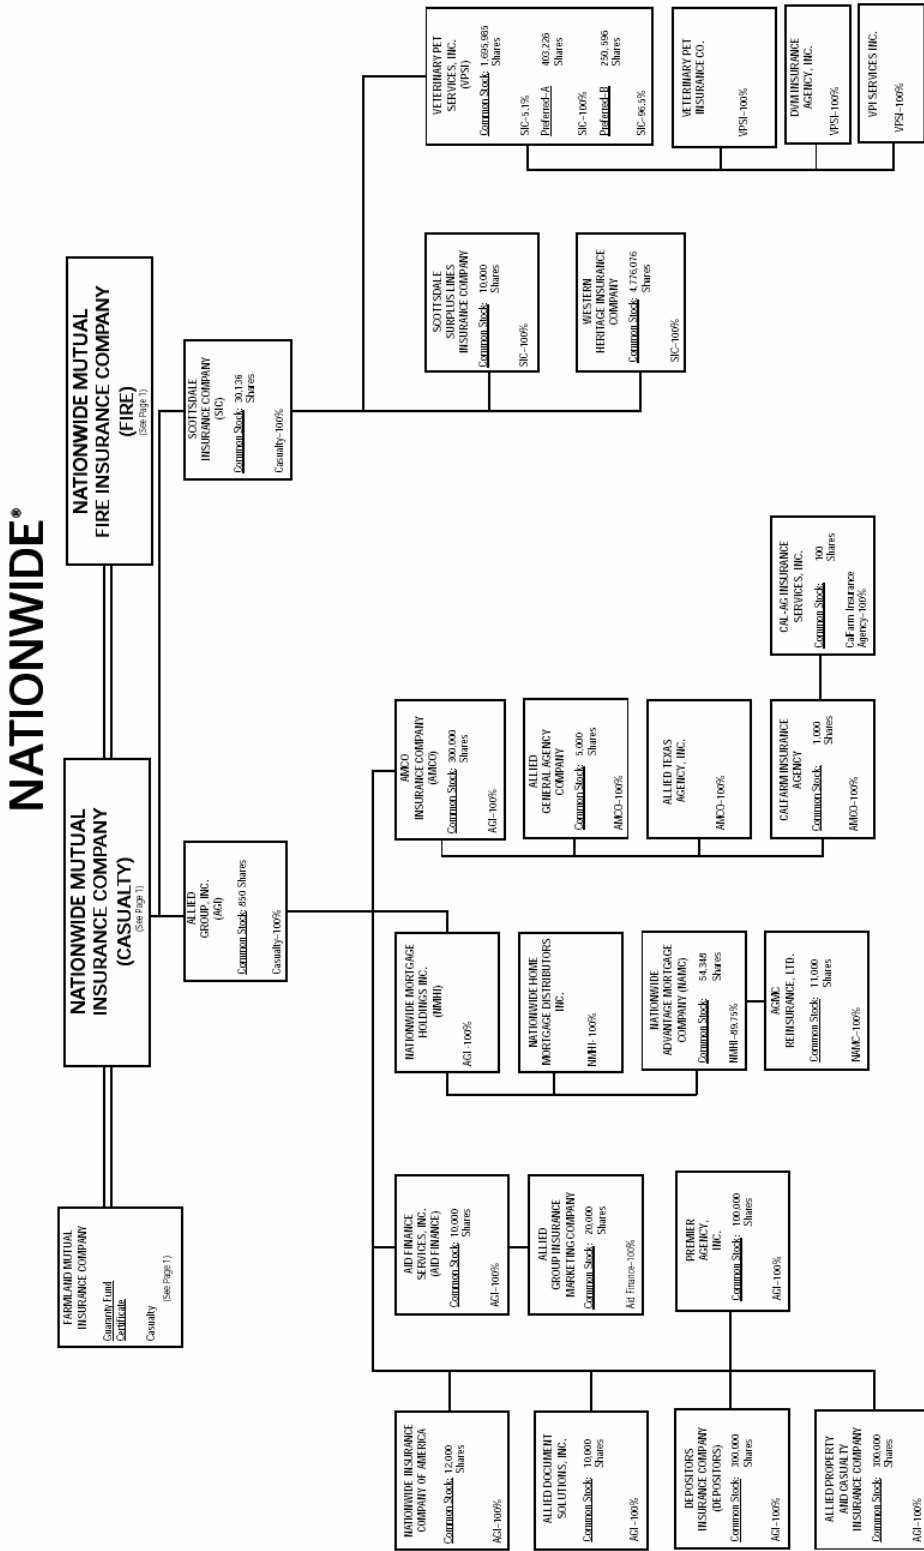 NATIONWIDE®
FARMLAND MUTUAL
INSURANCE COMPANY
Guaranty Fund
Certificate
Casualty
(See Page 1)
NATIONWIDE MUTUAL
INSURANCE COMPANY
(CASUALTY)
(See Page 1)
NATIONWIDE MUTUAL
FIRE INSURANCE COMPANY
(FIRE)
(See Page 1)
ALLIED
GROUP, INC.
(AGI)
Common Stock: 850 Shares
Casualty-100%
SCOTTSDALE
INSURANCE COMPANY
(SIC)
Common Stock: 30,136
Shares
Casualty-100%
NATIONWIDE INSURANCE
COMPANY OF AMERICA
Common Stock: 12,000
Shares
AGI-100%
ALLIED DOCUMENT
SOLUTIONS, INC.
Common Stock: 10,000
Shares
AGI-100%
DEPOSITORS
INSURANCE COMPANY
(DEPOSITORS)
Common Stock: 300,000
Shares
AGI-100%
ALLIED PROPERTY
AND CASUALTY
INSURANCE COMPANY
Common Stock: 300,000
Shares
AGI-100%
AID FINANCE
SERVICES, INC.
(AID FINANCE)
Common Stock: 10,000
Shares
AGI-100%
ALLIED
GROUP INSURANCE
MARKETING COMPANY
Common Stock: 20,000
Shares
Aid Finance-100%
PREMIER
AGENCY,
INC.
Common Stock: 100,000
Shares
AGI-100%
NATIONWIDE MORTGAGE
HOLDINGS INC.
(NMHI)
AGI -100%
NATIONWIDE HOME
MORTGAGE DISTRIBUTORS
INC.
NMHI- 100%
NATIONWIDE
ADVANTAGE MORTGAGE
COMPANY (NAMC)
Common Stock: 54,348
Shares
NMHI-89.75%
AGMC
REINSURANCE, LTD.
Common Stock: 11,000
Shares
NAMC-100%
AMCO
INSURANCE COMPANY
(AMCO)
Common Stock: 300,000
Shares
AGI-100%
ALLIED
GENERAL AGENCY
COMPANY
Common Stock: 5,000
Shares
AMCO-100%
ALLIED TEXAS
AGENCY, INC.
AMCO-100%
CALFARM INSURANCE
AGENCY
Common Stock: 1,000
Shares
AMCO-100%
CAL-AG INSURANCE
SERVICES, INC.
Common Stock: 100
Shares
CalFarm Insurance
Agency-100%
SCOTTSDALE
SURPLUS LINES
INSURANCE COMPANY
Common Stock: 10,000
Shares
SIC-100%
WESTERN
HERITAGE INSURANCE
COMPANY
Common Stock: 4,776,076
Shares
SIC-100%
VETERINARY PET
SERVICES, INC.
(VPSI)
Common Stock: 1,695,985
Shares
SIC-5.1%
Preferred-A 403,226
Shares
SIC-100%
Preferred-B 250,596
Shares
SIC-96.5%
VETERINARY PET
INSURANCE CO.
VPSI-100%
DVM INSURANCE
AGENCY, INC.
VPSI-100%
VPI SERVICES INC.
VPSI-100%